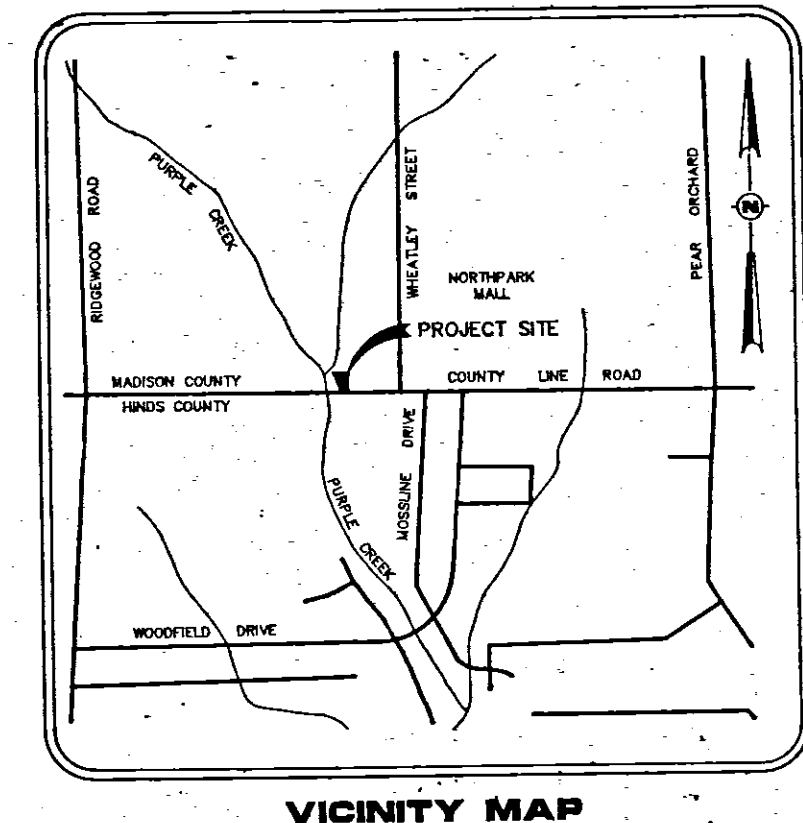 PURPLE
CREEK
RIDGEWOOD ROAD
WHEATLEY STREET
PEAR ORCHARD
N
NORTHPARK
MALL
PROJECT SITE
MADISON COUNTY
COUNTY LINE ROAD
HINDS COUNTY
MOSSLINE DRIVE
PURPLE
CREEK
WOODFIELD DRIVE
VICINITY MAP